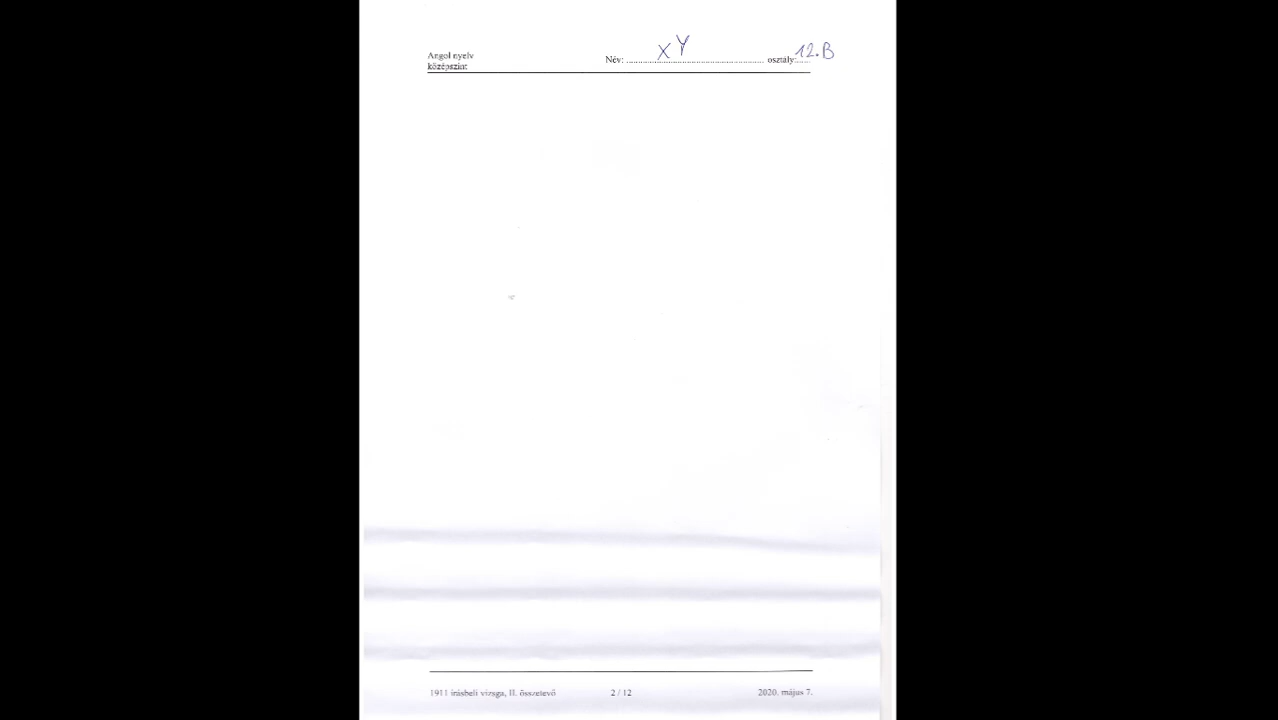 Angol nyelv
középszint
Név: XY osztály: 12.B
1911 írásbeli vizsga, II. összetevő 2 / 12 2020. május 7.